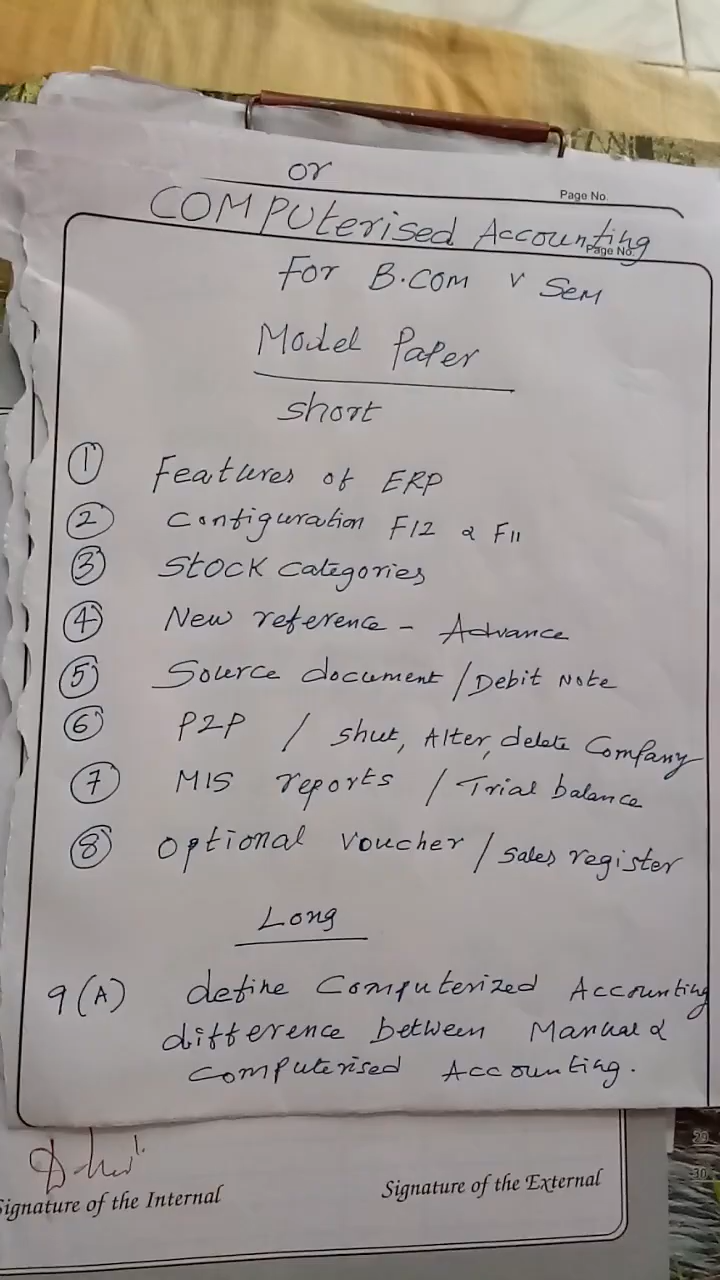 or
Page No.
COMPUterised Accounting
Page No.
For B.COM V SEM
Model Paper
short
① Features of ERP
② Configuration F12 & F11
③ Stock categories
④ New reference - Advance
⑤ Source document / Debit Note
⑥ P2P / shut, Alter, delete Company
⑦ MIS reports / Trial balance
⑧ Optional Voucher / Sales register
Long
9 (A) define Computerized Accounting
difference between Manual &
Computerised Accounting.
Signature of the Internal
Signature of the External
29
30